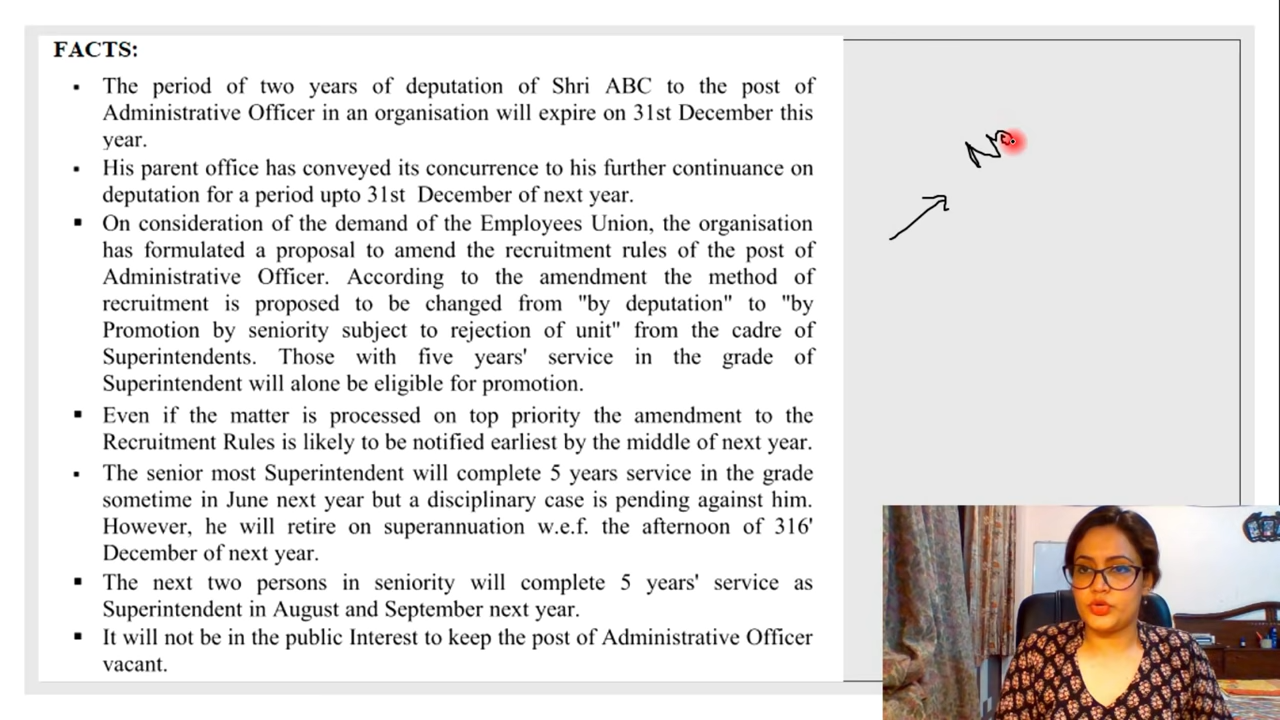 FACTS:
▪ The period of two years of deputation of Shri ABC to the post of
Administrative Officer in an organisation will expire on 31st December this
year.
▪ His parent office has conveyed its concurrence to his further continuance on
deputation for a period upto 31st December of next year.
▪ On consideration of the demand of the Employees Union, the organisation
has formulated a proposal to amend the recruitment rules of the post of
Administrative Officer. According to the amendment the method of
recruitment is proposed to be changed from "by deputation" to "by
Promotion by seniority subject to rejection of unit" from the cadre of
Superintendents. Those with five years' service in the grade of
Superintendent will alone be eligible for promotion.
▪ Even if the matter is processed on top priority the amendment to the
Recruitment Rules is likely to be notified earliest by the middle of next year.
▪ The senior most Superintendent will complete 5 years service in the grade
sometime in June next year but a disciplinary case is pending against him.
However, he will retire on superannuation w.e.f. the afternoon of 316'
December of next year.
▪ The next two persons in seniority will complete 5 years' service as
Superintendent in August and September next year.
▪ It will not be in the public Interest to keep the post of Administrative Officer
vacant.